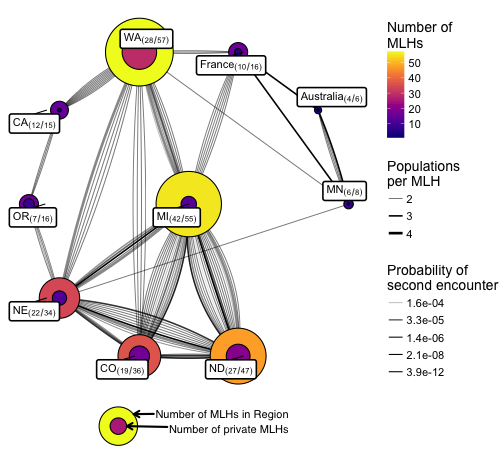 WA(28/57)
France(10/16)
Australia(4/6)
CA(12/15)
MN(6/8)
OR(7/16)
MI(42/55)
NE(22/34)
CO(19/36)
ND(27/47)
Number of MLHs in Region
Number of private MLHs
Number of
MLHs
50
40
30
20
10
Populations
per MLH
2
3
4
Probability of
second encounter
1.6e-04
3.3e-05
1.4e-06
2.1e-08
3.9e-12